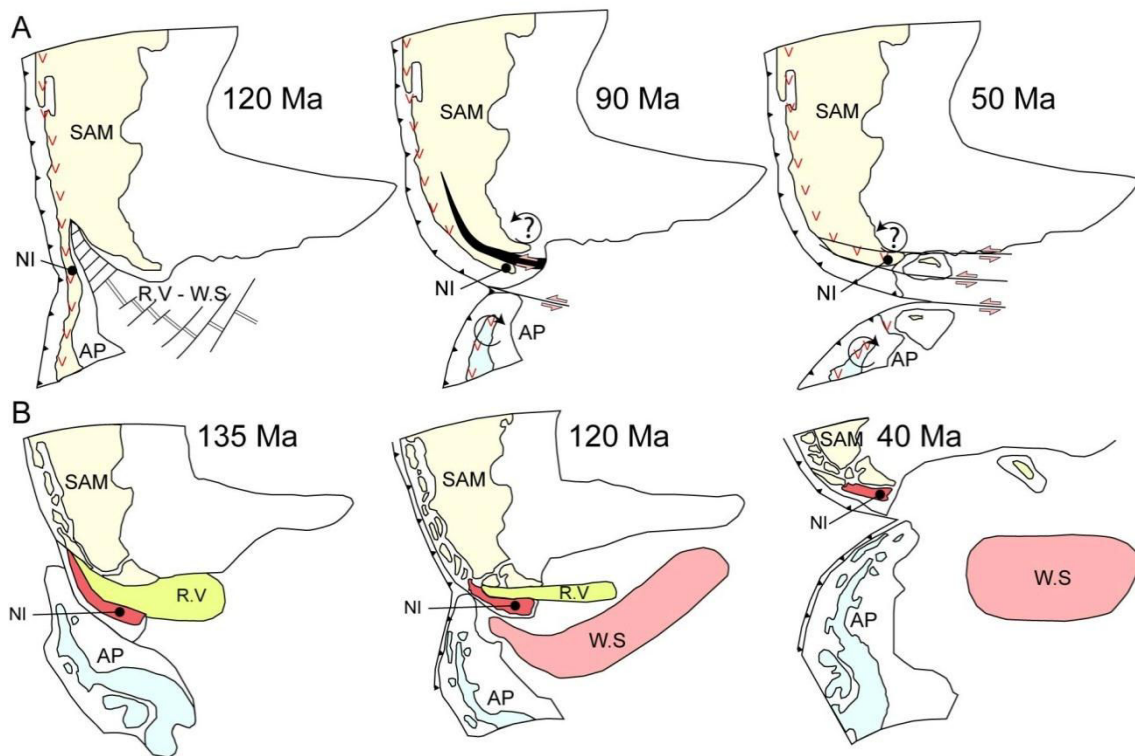 A
120 Ma
SAM
NI
R.V - W.S
AP
90 Ma
SAM
?
NI
AP
50 Ma
SAM
?
NI
AP
B
135 Ma
SAM
R.V
NI
AP
120 Ma
SAM
R.V
NI
W.S
AP
SAM 40 Ma
NI
W.S
AP